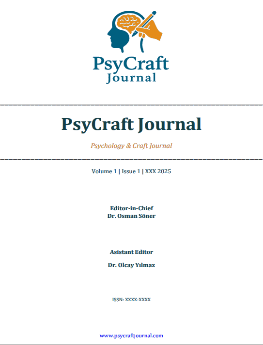 PsyCraft
Journal
PsyCraft Journal
Psychology & Craft Journal
Volume 1 | Issue 1 | XXX 2025
Editor-in-Chief
Dr. Osman Söner
Asistant Editor
Dr. Olcay Yılmaz
ISSN: XXXX-XXXX
www.psycraftjournal.com